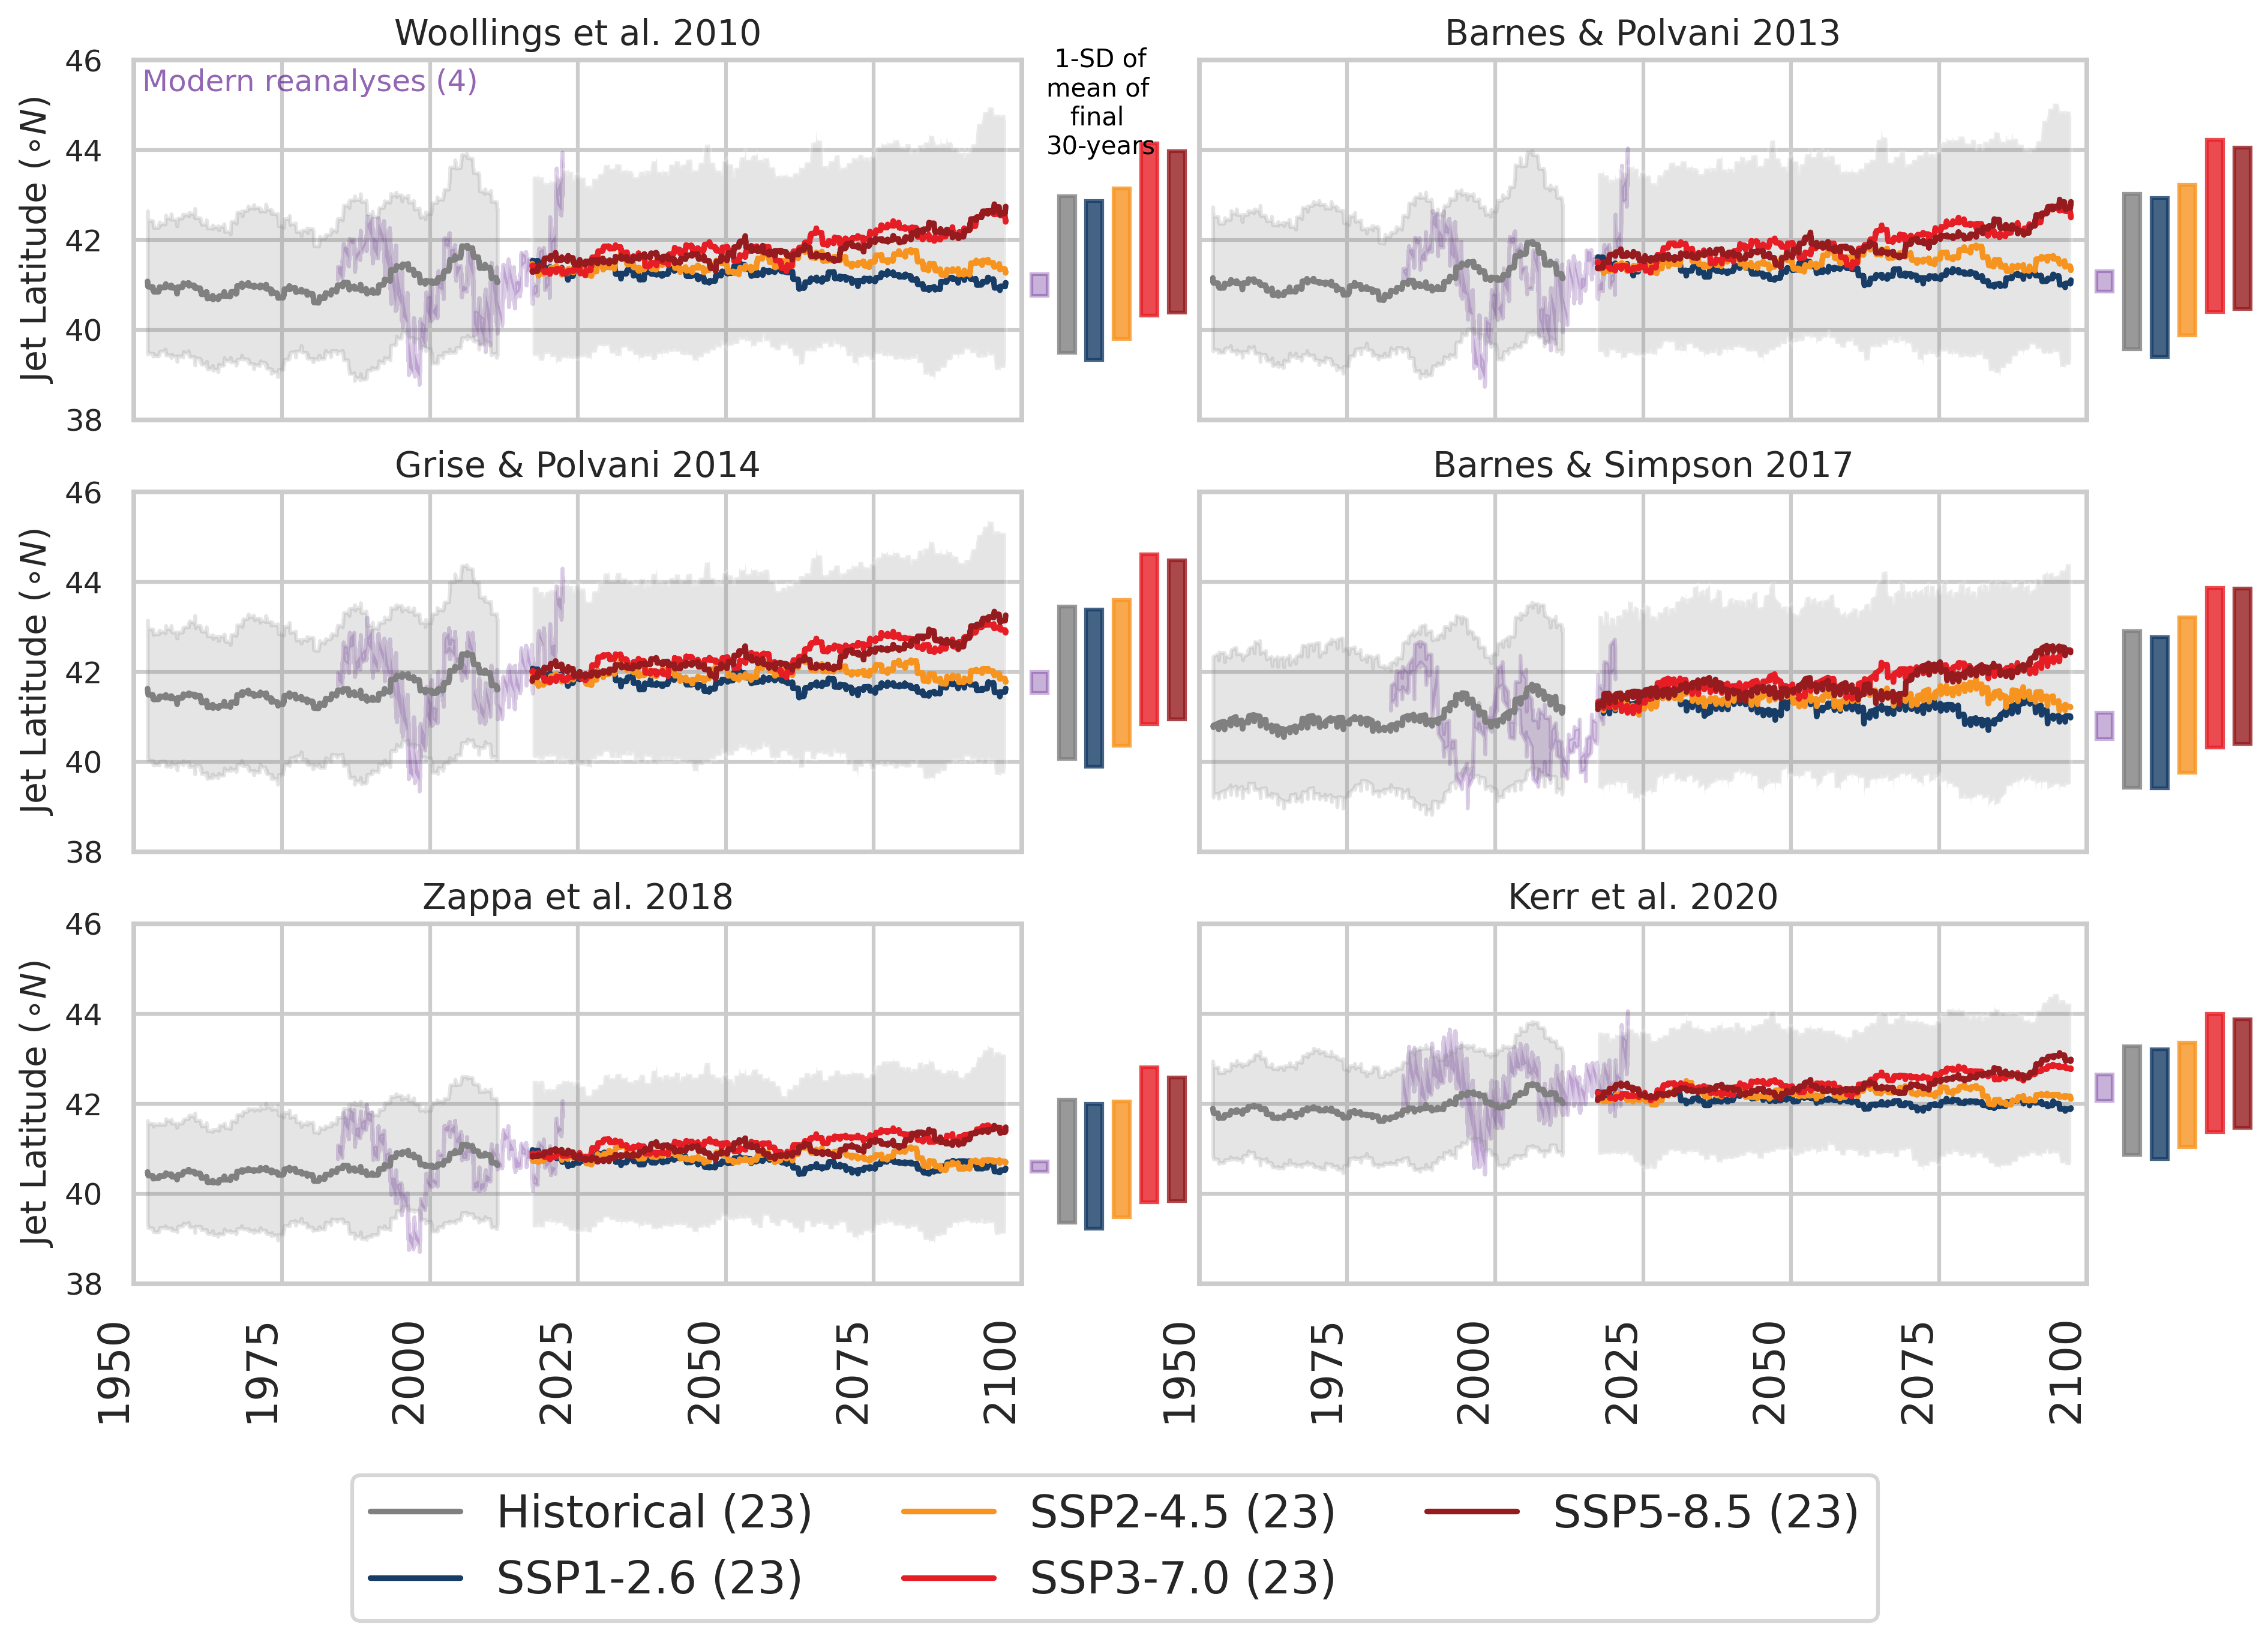 Woollings et al. 2010
Barnes & Polvani 2013
46
44
42
40
38
Jet Latitude (∘N)
Modern reanalyses (4)
1-SD of
mean of
final
30-years
Grise & Polvani 2014
Barnes & Simpson 2017
46
44
42
40
38
Jet Latitude (∘N)
Zappa et al. 2018
Kerr et al. 2020
46
44
42
40
38
Jet Latitude (∘N)
1950
1975
2000
2025
2050
2075
2100
1950
1975
2000
2025
2050
2075
2100
Historical (23)
SSP2-4.5 (23)
SSP5-8.5 (23)
SSP1-2.6 (23)
SSP3-7.0 (23)